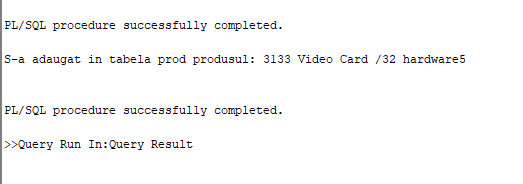 PL/SQL procedure successfully completed.
S-a adaugat in tabela prod produsul: 3133 Video Card /32 hardware5
PL/SQL procedure successfully completed.
>>Query Run In:Query Result